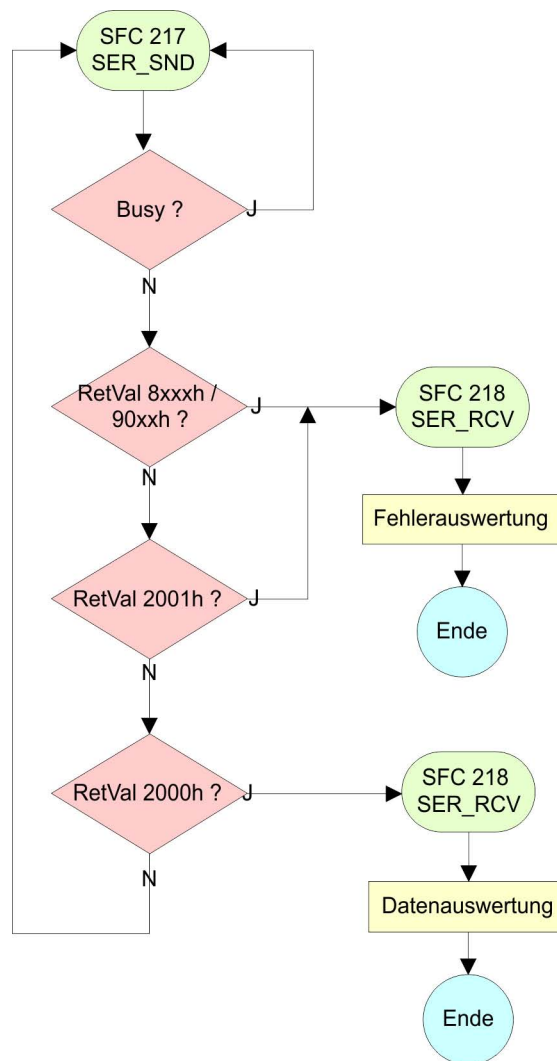 SFC 217
SER_SND
Busy ?
J
N
RetVal 8xxxh /
90xxh ?
J
SFC 218
SER_RCV
N
Fehlerauswertung
RetVal 2001h ?
J
Ende
N
RetVal 2000h ?
J
SFC 218
SER_RCV
N
Datenauswertung
Ende